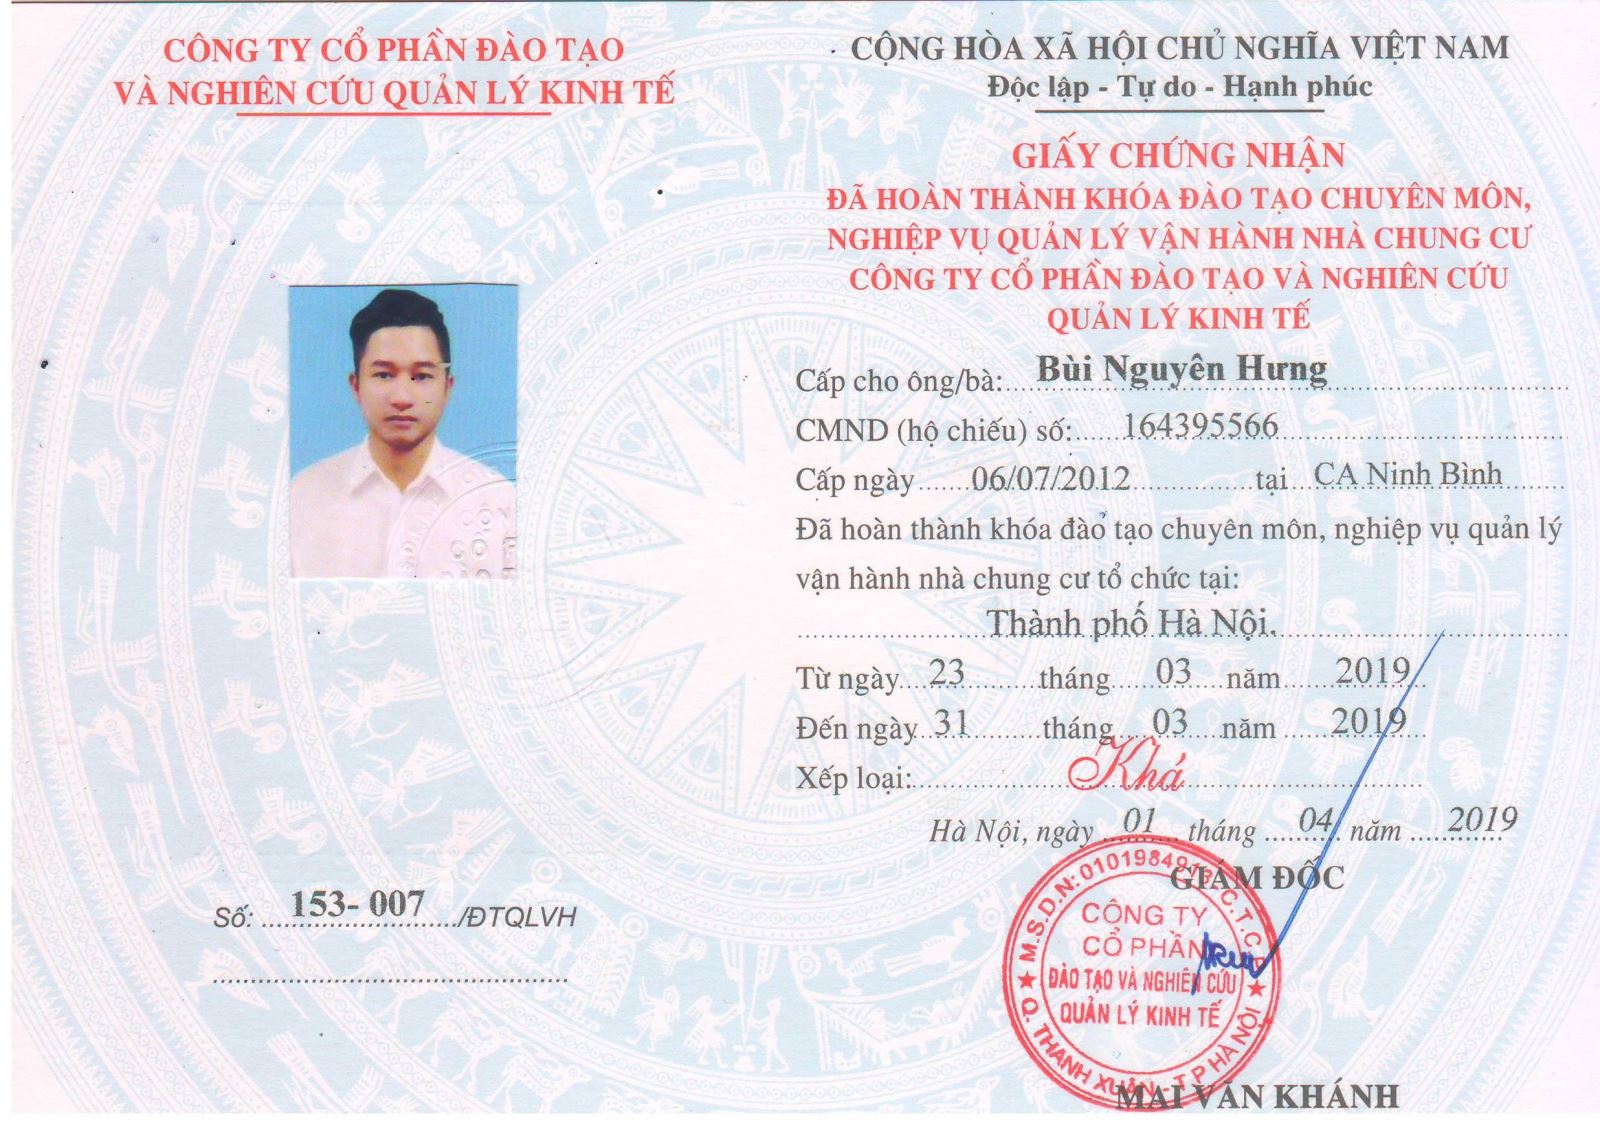 CÔNG TY CỔ PHẦN ĐÀO TẠO
VÀ NGHIÊN CỨU QUẢN LÝ KINH TẾ
Số: 153- 007 /ĐTQLVH
CỘNG HÒA XÃ HỘI CHỦ NGHĨA VIỆT NAM
Độc lập - Tự do - Hạnh phúc
GIẤY CHỨNG NHẬN
ĐÃ HOÀN THÀNH KHÓA ĐÀO TẠO CHUYÊN MÔN,
NGHIỆP VỤ QUẢN LÝ VẬN HÀNH NHÀ CHUNG CƯ
CÔNG TY CỔ PHẦN ĐÀO TẠO VÀ NGHIÊN CỨU
QUẢN LÝ KINH TẾ
Cấp cho ông/bà: Bùi Nguyên Hưng
CMND (hộ chiếu) số: 164395566
Cấp ngày 06/07/2012 tại CA Ninh Bình
Đã hoàn thành khóa đào tạo chuyên môn, nghiệp vụ quản lý
vận hành nhà chung cư tổ chức tại:
Thành phố Hà Nội.
Từ ngày 23 tháng 03 năm 2019
Đến ngày 31 tháng 03 năm 2019
Xếp loại: Khá
Hà Nội, ngày 01 tháng 04 năm 2019
GIÁM ĐỐC
M.S.D.N: 0101984913 C.T.C.P
CÔNG TY
CỔ PHẦN
ĐÀO TẠO VÀ NGHIÊN CỨU
QUẢN LÝ KINH TẾ
Q. THANH XUÂN - T.P HÀ NỘI
MAI VĂN KHÁNH